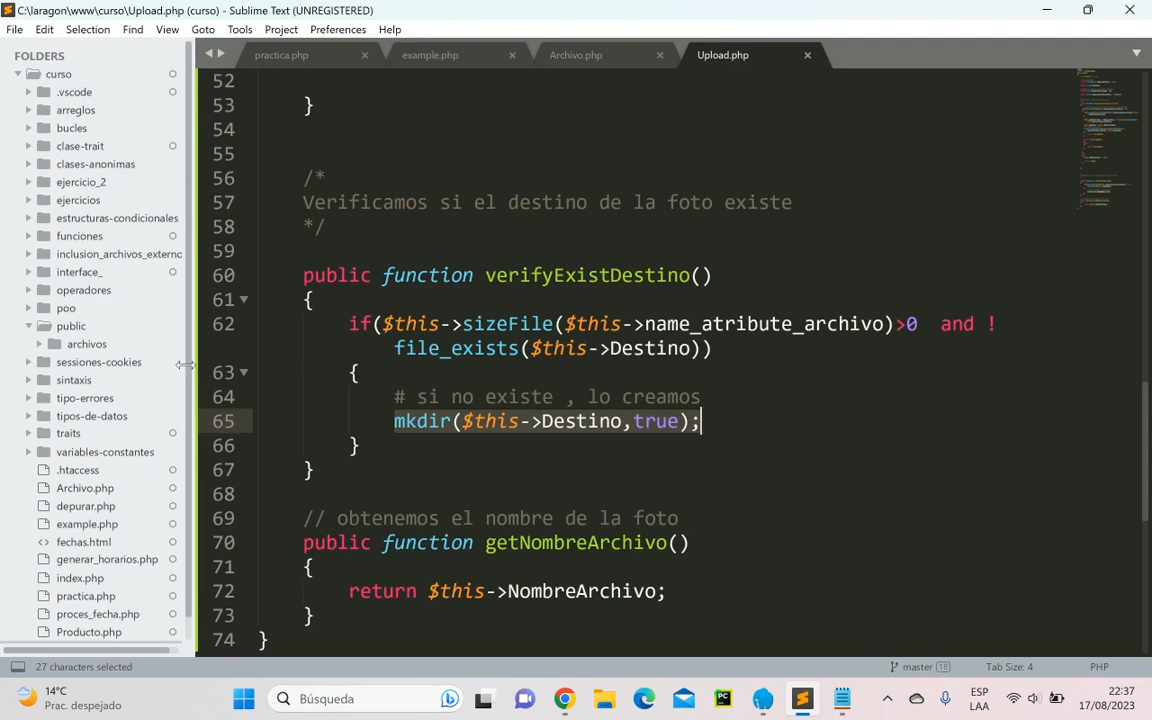 C:\laragon\www\curso\Upload.php (curso) - Sublime Text (UNREGISTERED)
File Edit Selection Find View Goto Tools Project Preferences Help
FOLDERS
curso
.vscode
arreglos
bucles
clase-trait
clases-anonimas
ejercicio_2
ejercicios
estructuras-condicionales
funciones
inclusion_archivos_externo
interface_
operadores
poo
public
archivos
sessiones-cookies
sintaxis
tipo-errores
tipos-de-datos
traits
variables-constantes
.htaccess
Archivo.php
depurar.php
example.php
fechas.html
generar_horarios.php
index.php
practica.php
proces_fecha.php
Producto.php
practica.php example.php Archivo.php Upload.php
52
53 }
54
55
56 /*
57 Verificamos si el destino de la foto existe
58 */
59
60 public function verifyExistDestino()
61 {
62 if($this->sizeFile($this->name_atribute_archivo)>0 and !
file_exists($this->Destino))
63 {
64 # si no existe , lo creamos
65 mkdir($this->Destino,true);
66 }
67 }
68
69 // obtenemos el nombre de la foto
70 public function getNombreArchivo()
71 {
72 return $this->NombreArchivo;
73 }
74 }
27 characters selected master 18 Tab Size: 4 PHP
14°C
Prac. despejado
Búsqueda
ESP
LAA
22:37
17/08/2023